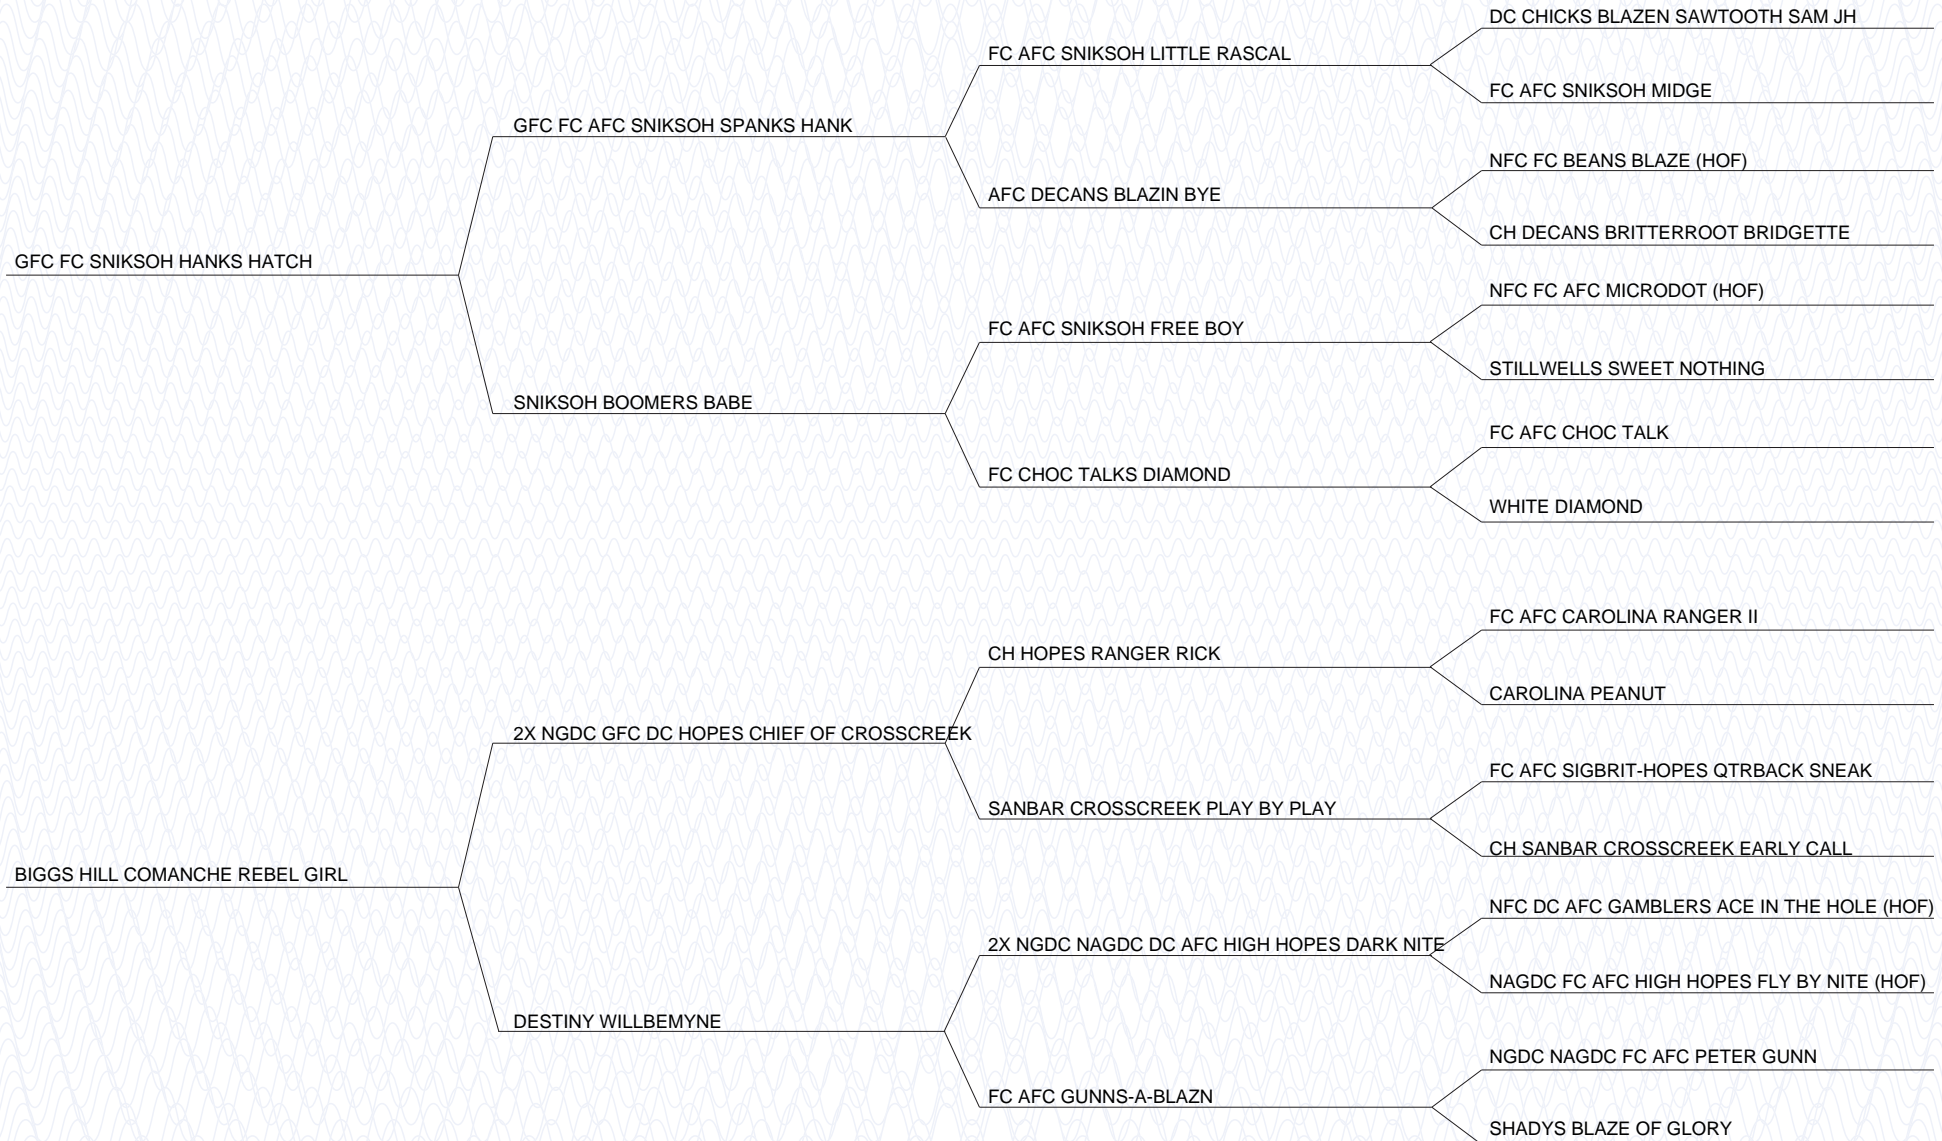 DC CHICKS BLAZEN SAWTOOTH SAM JH
FC AFC SNIKSOH LITTLE RASCAL
FC AFC SNIKSOH MIDGE
GFC FC AFC SNIKSOH SPANKS HANK
NFC FC BEANS BLAZE (HOF)
AFC DECANS BLAZIN BYE
CH DECANS BRITTERROOT BRIDGETTE
GFC FC SNIKSOH HANKS HATCH
NFC FC AFC MICRODOT (HOF)
FC AFC SNIKSOH FREE BOY
STILLWELLS SWEET NOTHING
SNIKSOH BOOMERS BABE
FC AFC CHOC TALK
FC CHOC TALKS DIAMOND
WHITE DIAMOND
FC AFC CAROLINA RANGER II
CH HOPES RANGER RICK
CAROLINA PEANUT
2X NGDC GFC DC HOPES CHIEF OF CROSSCREEK
FC AFC SIGBRIT-HOPES QTRBACK SNEAK
SANBAR CROSSCREEK PLAY BY PLAY
CH SANBAR CROSSCREEK EARLY CALL
BIGGS HILL COMANCHE REBEL GIRL
NFC DC AFC GAMBLERS ACE IN THE HOLE (HOF)
2X NGDC NAGDC DC AFC HIGH HOPES DARK NITE
NAGDC FC AFC HIGH HOPES FLY BY NITE (HOF)
DESTINY WILLBEMYNE
NGDC NAGDC FC AFC PETER GUNN
FC AFC GUNNS-A-BLAZN
SHADYS BLAZE OF GLORY